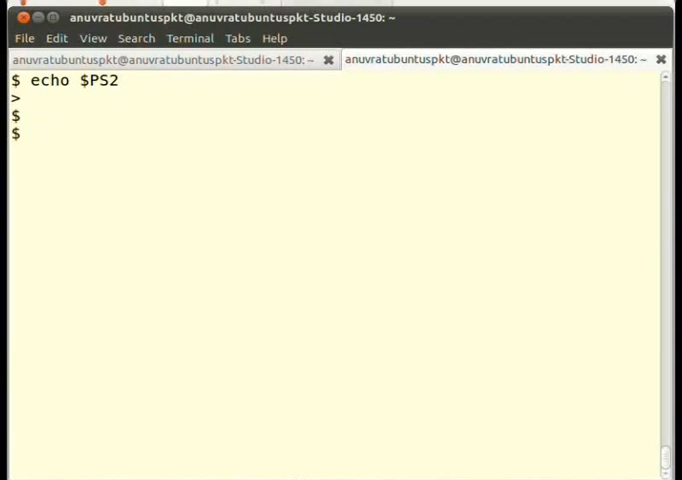 anuvratubuntuspkt@anuvratubuntuspkt-Studio-1450: ~
File Edit View Search Terminal Tabs Help
anuvratubuntuspkt@anuvratubuntuspkt-Studio-1450: ~ anuvratubuntuspkt@anuvratubuntuspkt-Studio-1450: ~
$ echo $PS2
>
$
$